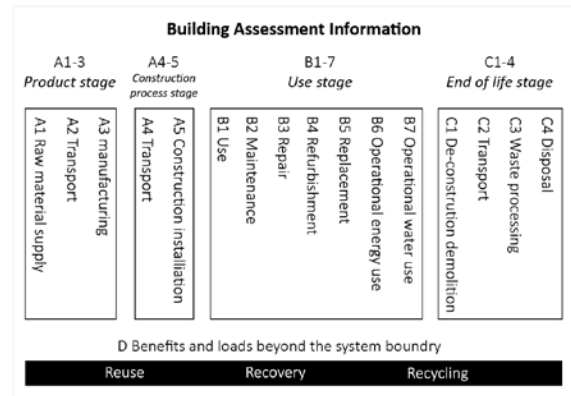 Building Assessment Information
A1-3
Product stage
A4-5
Construction
process stage
B1-7
Use stage
C1-4
End of life stage
A1 Raw material supply
A2 Transport
A3 manufacturing
A4 Transport
A5 Construction installiation
B1 Use
B2 Maintenance
B3 Repair
B4 Refurbishment
B5 Replacement
B6 Operational energy use
B7 Operational water use
C1 De-constrution demolition
C2 Transport
C3 Waste processing
C4 Disposal
D Benefits and loads beyond the system boundry
Reuse Recovery Recycling